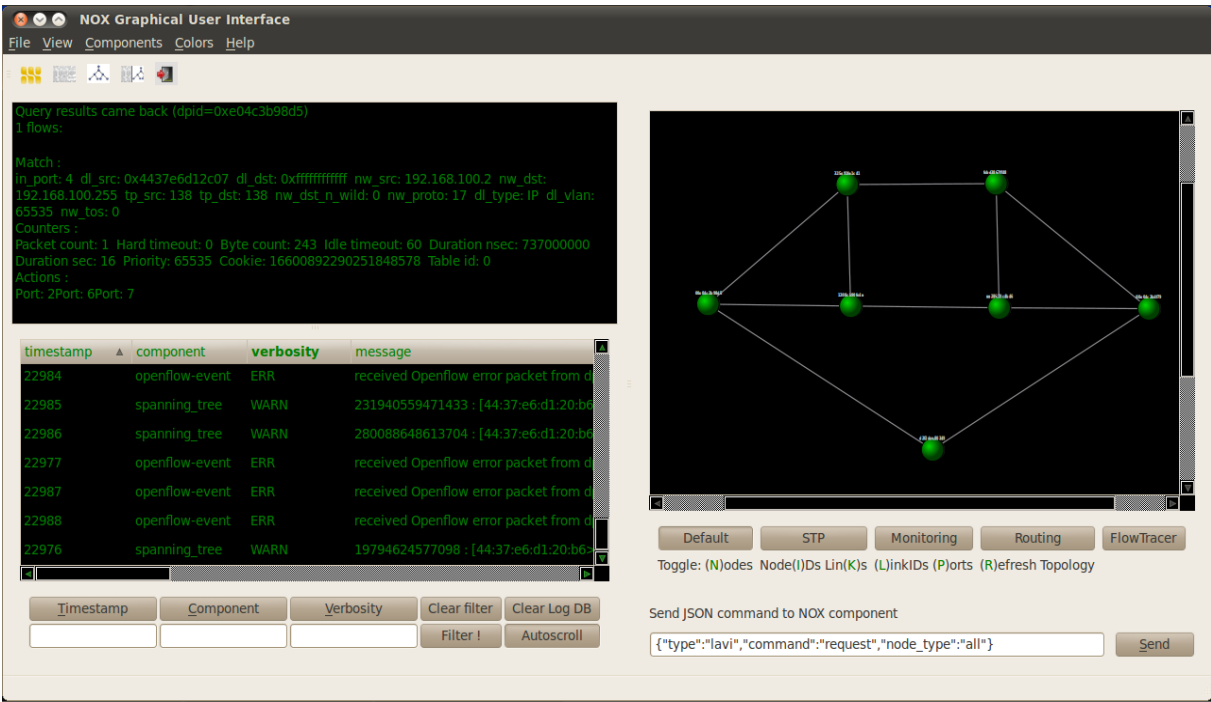 NOX Graphical User Interface
File View Components Colors Help
Query results came back (dpid=0xe04c3b98d5)
1 flows:
Match :
in_port: 4 dl_src: 0x4437e6d12c07 dl_dst: 0xffffffffffff nw_src: 192.168.100.2 nw_dst:
192.168.100.255 tp_src: 138 tp_dst: 138 nw_dst_n_wild: 0 nw_proto: 17 dl_type: IP dl_vlan:
65535 nw_tos: 0
Counters :
Packet count: 1 Hard timeout: 0 Byte count: 243 Idle timeout: 60 Duration nsec: 737000000
Duration sec: 16 Priority: 65535 Cookie: 16600892290251848578 Table id: 0
Actions :
Port: 2Port: 6Port: 7
timestamp component verbosity message
22984 openflow-event ERR received Openflow error packet from d
22985 spanning_tree WARN 231940559471433 : [44:37:e6:d1:20:b6
22986 spanning_tree WARN 280088648613704 : [44:37:e6:d1:20:b6
22977 openflow-event ERR received Openflow error packet from d
22987 openflow-event ERR received Openflow error packet from d
22988 openflow-event ERR received Openflow error packet from d
22976 spanning_tree WARN 19794624577098 : [44:37:e6:d1:20:b6>
Timestamp Component Verbosity Clear filter Clear Log DB
Filter ! Autoscroll
Default STP Monitoring Routing FlowTracer
Toggle: (N)odes Node(I)Ds Lin(K)s (L)inkIDs (P)orts (R)efresh Topology
Send JSON command to NOX component
{"type":"lavi","command":"request","node_type":"all"} Send